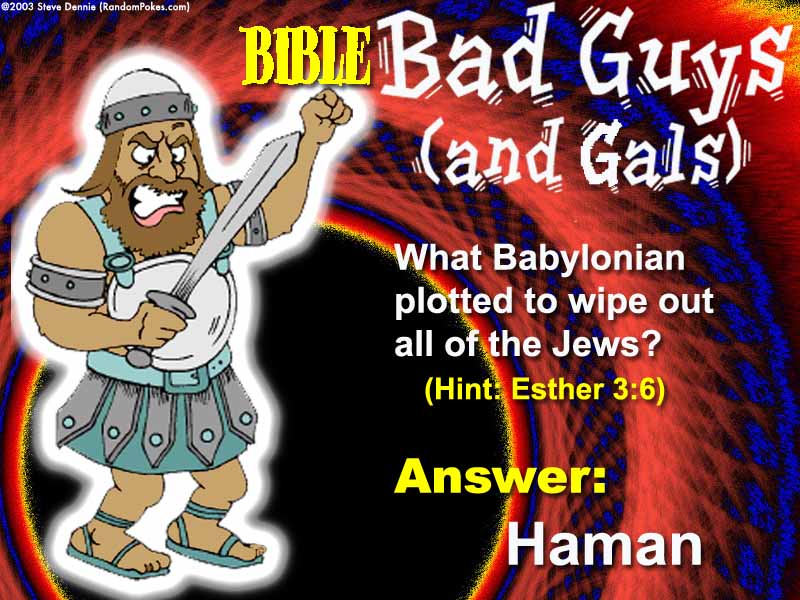 ©2003 Steve Dennie (RandomPokes.com)
BIBLE Bad Guys
(and Gals)
What Babylonian
plotted to wipe out
all of the Jews?
(Hint: Esther 3:6)
Answer:
Haman